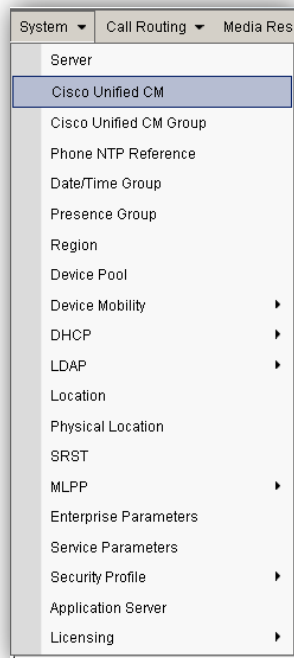 System Call Routing Media Res
Server
Cisco Unified CM
Cisco Unified CM Group
Phone NTP Reference
Date/Time Group
Presence Group
Region
Device Pool
Device Mobility
DHCP
LDAP
Location
Physical Location
SRST
MLPP
Enterprise Parameters
Service Parameters
Security Profile
Application Server
Licensing